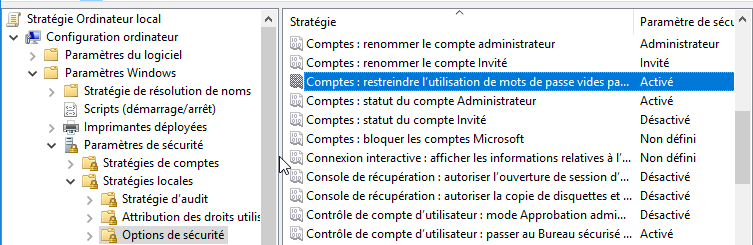 Stratégie Ordinateur local
Configuration ordinateur
Paramètres du logiciel
Paramètres Windows
Stratégie de résolution de noms
Scripts (démarrage/arrêt)
Imprimantes déployées
Paramètres de sécurité
Stratégies de comptes
Stratégies locales
Stratégie d'audit
Attribution des droits utilis
Options de sécurité
Stratégie Paramètre de sécu
Comptes : renommer le compte administrateur Administrateur
Comptes : renommer le compte Invité Invité
Comptes : restreindre l'utilisation de mots de passe vides pa... Activé
Comptes : statut du compte Administrateur Activé
Comptes : statut du compte Invité Désactivé
Comptes : bloquer les comptes Microsoft Non défini
Connexion interactive : afficher les informations relatives à l'... Non défini
Console de récupération : autoriser l'ouverture de session d'... Désactivé
Console de récupération : autoriser la copie de disquettes et ... Désactivé
Contrôle de compte d'utilisateur : mode Approbation admi... Désactivé
Contrôle de compte d'utilisateur : passer au Bureau sécurisé ... Activé